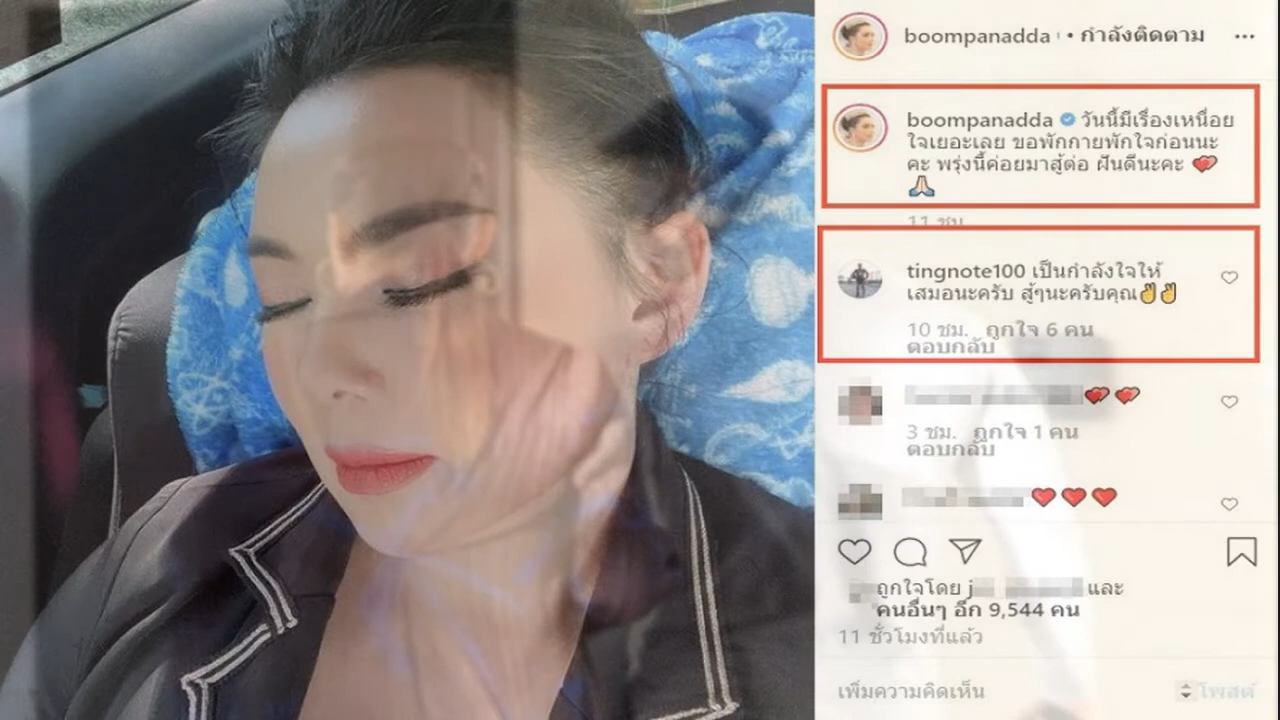 boompanadda • กำลังติดตาม
boompanadda วันนี้มีเรื่องเหนื่อย
ใจเยอะเลย ขอพักกายพักใจก่อนนะ
คะ พรุ่งนี้ค่อยมาสู้ต่อ ฝันดีนะคะ 💕
🙏🏻
11 ชม.
tingnote100 เป็นกำลังใจให้
เสมอนะครับ สู้ๆนะครับคุณ✌️✌️
10 ชม. ถูกใจ 6 คน
ตอบกลับ
💕 💕
3 ชม. ถูกใจ 1 คน
ตอบกลับ
❤️ ❤️ ❤️
ถูกใจโดย j และ
คนอื่นๆ อีก 9,544 คน
11 ชั่วโมงที่แล้ว
เพิ่มความคิดเห็น โพสต์